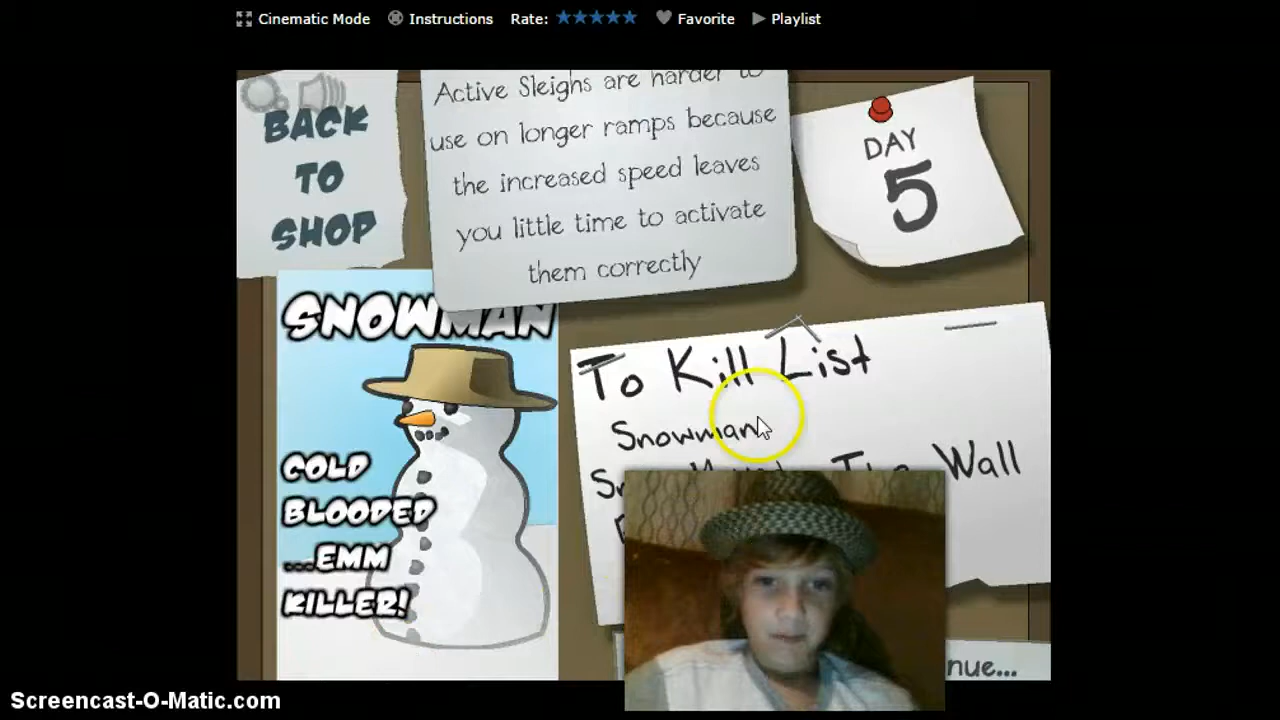 Cinematic Mode Instructions Rate: Favorite Playlist
BACK
TO
SHOP
Active Sleighs are harder to
use on longer ramps because
the increased speed leaves
you little time to activate
them correctly
DAY
5
SNOWMAN
COLD
BLOODED
...EMM
KILLER!
To Kill List
Snowman
The Wall
nue...
Screencast-O-Matic.com